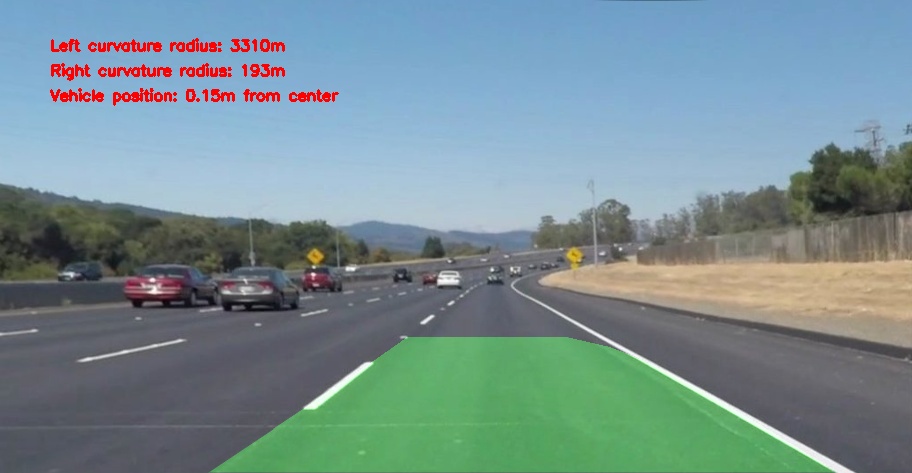 Left curvature radius: 3310m
Right curvature radius: 193m
Vehicle position: 0.15m from center